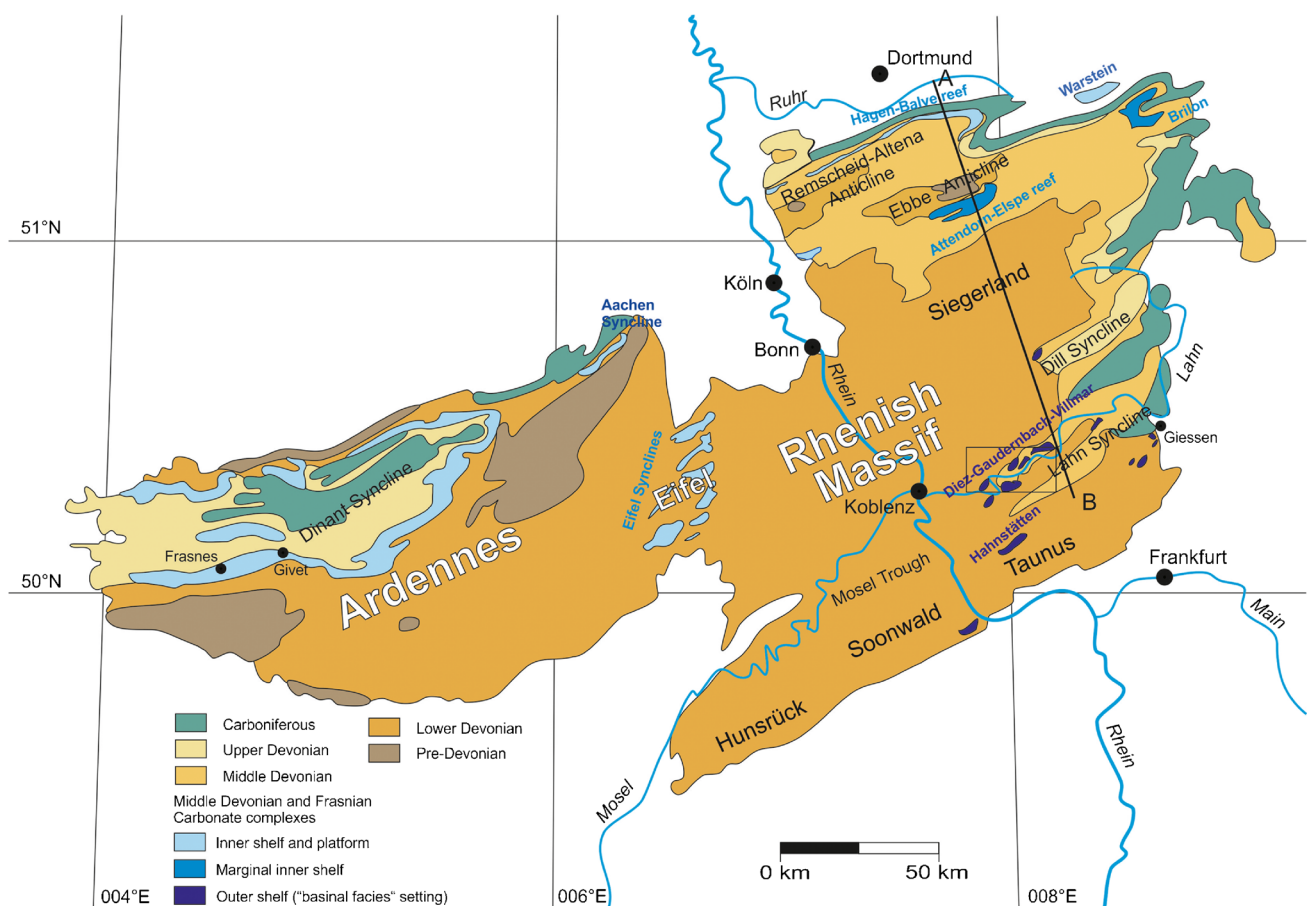 Dortmund
A
Warstein
Ruhr
Hagen-Balve reef
Brilon
Remscheid-Altena
Anticline
Ebbe Anticline
Attendorn-Elspe reef
51°N
Köln
Siegerland
Aachen
Syncline
Bonn
Rhein
Dill Syncline
Lahn
Rhenish
Massif
Diez-Gaudernbach-Villmar
Lahn Syncline
Giessen
Eifel Synclines
Eifel
Dinant Syncline
Koblenz
B
Frasnes
Givet
Hahnstätten
Taunus
Frankfurt
50°N
Ardennes
Mosel Trough
Main
Soonwald
Hunsrück
Rhein
Mosel
Carboniferous
Upper Devonian
Middle Devonian
Lower Devonian
Pre-Devonian
Middle Devonian and Frasnian
Carbonate complexes
Inner shelf and platform
Marginal inner shelf
Outer shelf ("basinal facies“ setting)
0 km
50 km
004°E
006°E
008°E